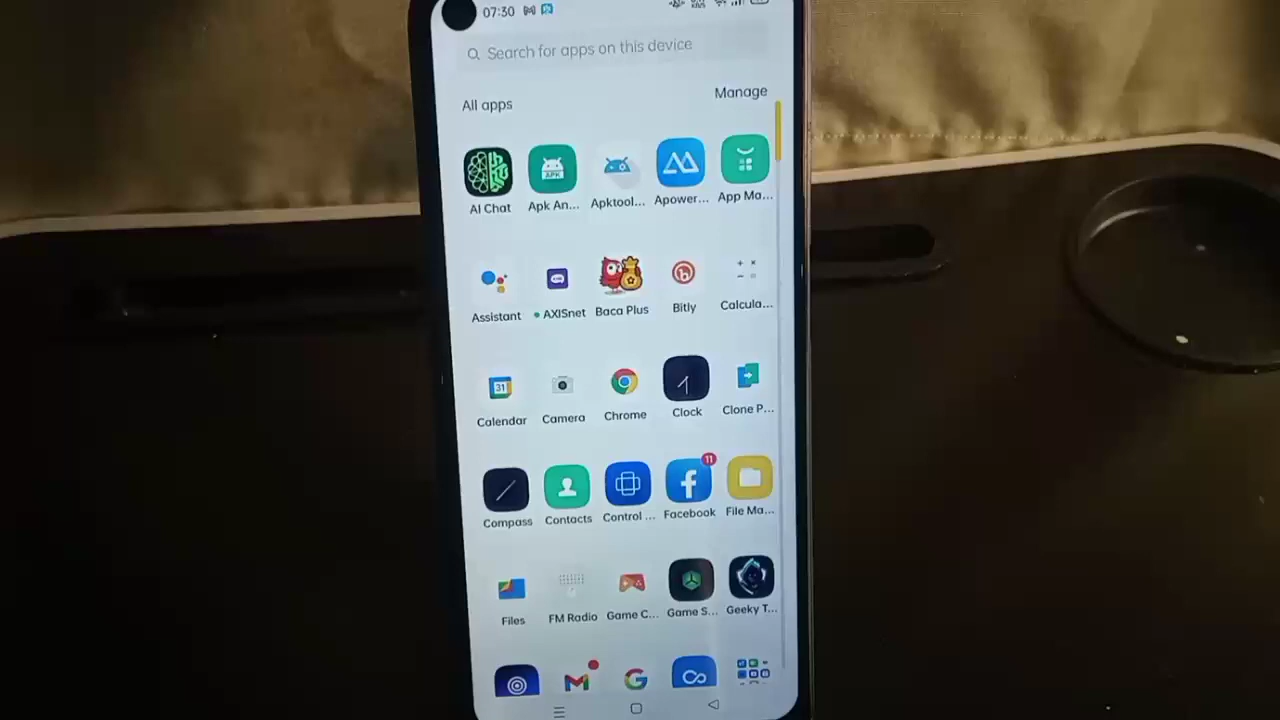 07:30
Search for apps on this device
All apps
Manage
AI Chat
APK
Apk An...
Apktool...
Apower...
App Ma...
Assistant
AXISnet
Baca Plus
Bitly
Calcula...
31
Calendar
Camera
Chrome
Clock
Clone P...
Compass
Contacts
Control ...
11
Facebook
File Ma...
Files
FM Radio
Game C...
Game S...
Geeky T...